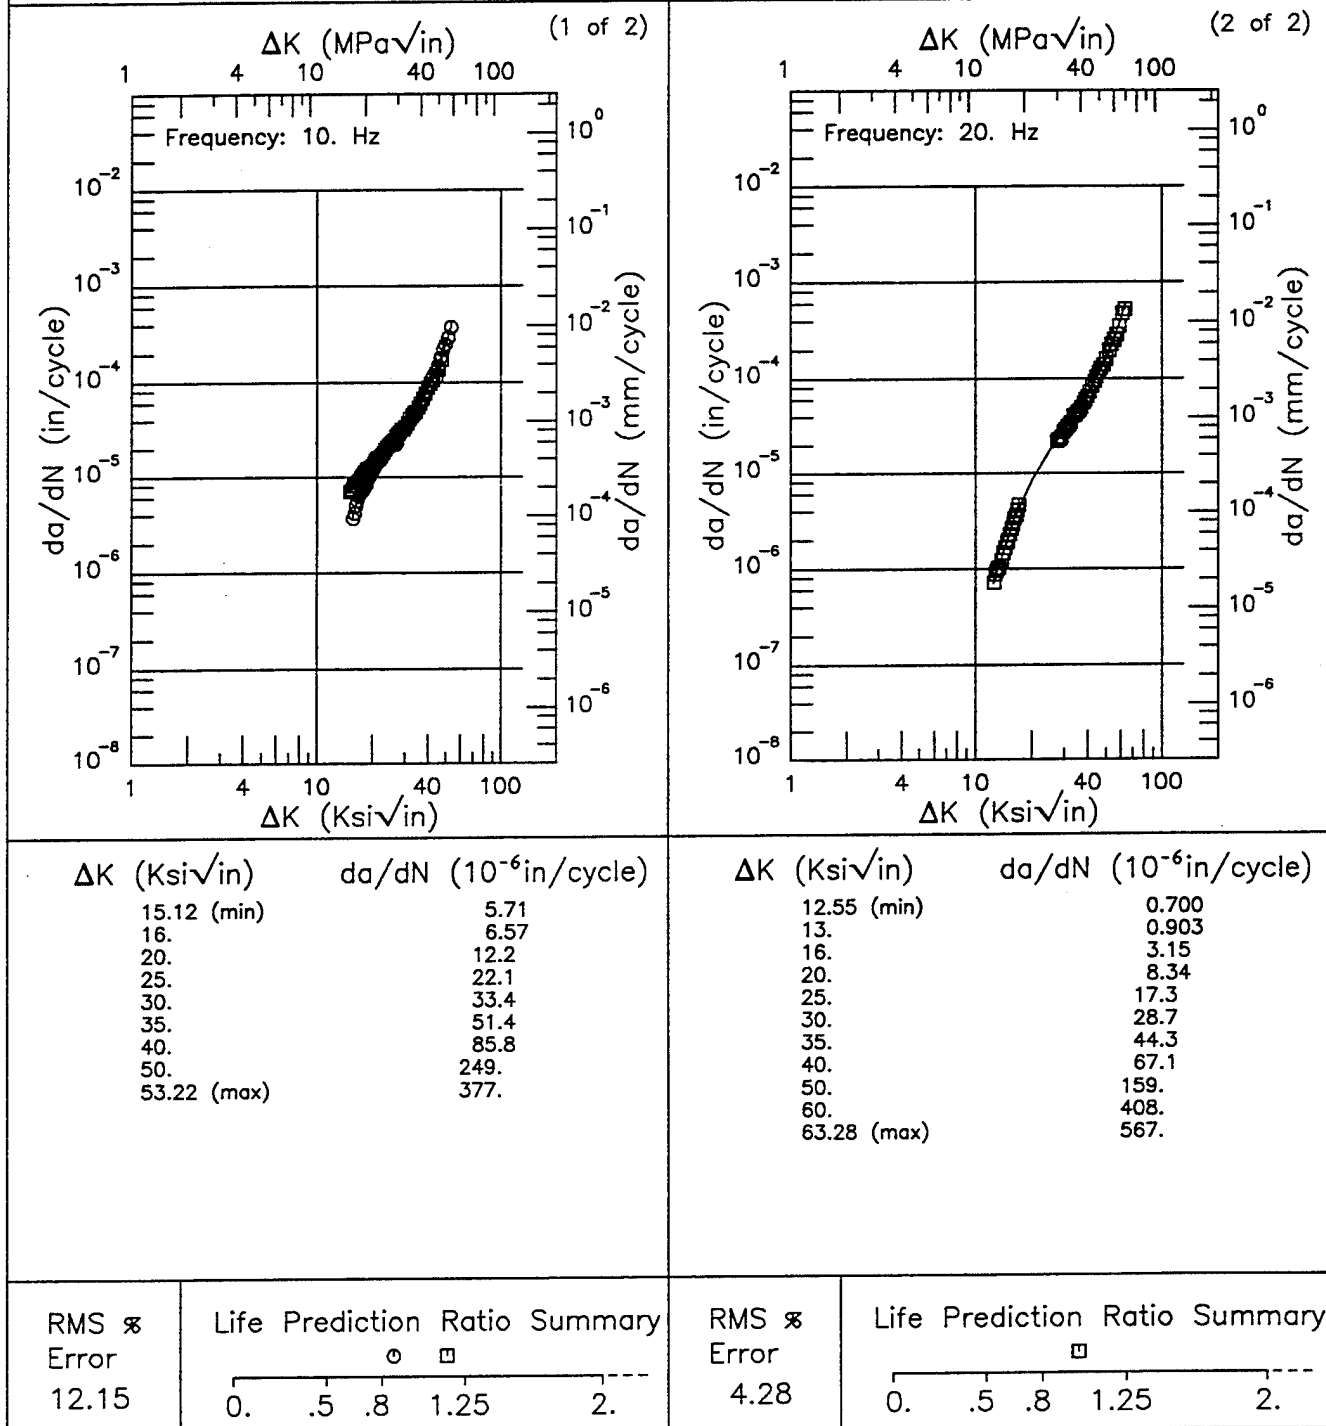 (1 of 2)
ΔK (MPa√in)
1 4 10 40 100
Frequency: 10. Hz
10⁻²
10⁻³
10⁻⁴
10⁻⁵
10⁻⁶
10⁻⁷
10⁻⁸
da/dN (in/cycle)
10⁰
10⁻¹
10⁻²
10⁻³
10⁻⁴
10⁻⁵
10⁻⁶
da/dN (mm/cycle)
1 4 10 40 100
ΔK (Ksi√in)
ΔK (Ksi√in) da/dN (10⁻⁶in/cycle)
15.12 (min) 5.71
16. 6.57
20. 12.2
25. 22.1
30. 33.4
35. 51.4
40. 85.8
50. 249.
53.22 (max) 377.
RMS %
Error
12.15
Life Prediction Ratio Summary
0. .5 .8 1.25 2.
(2 of 2)
ΔK (MPa√in)
1 4 10 40 100
Frequency: 20. Hz
10⁻²
10⁻³
10⁻⁴
10⁻⁵
10⁻⁶
10⁻⁷
10⁻⁸
da/dN (in/cycle)
10⁰
10⁻¹
10⁻²
10⁻³
10⁻⁴
10⁻⁵
10⁻⁶
da/dN (mm/cycle)
1 4 10 40 100
ΔK (Ksi√in)
ΔK (Ksi√in) da/dN (10⁻⁶in/cycle)
12.55 (min) 0.700
13. 0.903
16. 3.15
20. 8.34
25. 17.3
30. 28.7
35. 44.3
40. 67.1
50. 159.
60. 408.
63.28 (max) 567.
RMS %
Error
4.28
Life Prediction Ratio Summary
0. .5 .8 1.25 2.